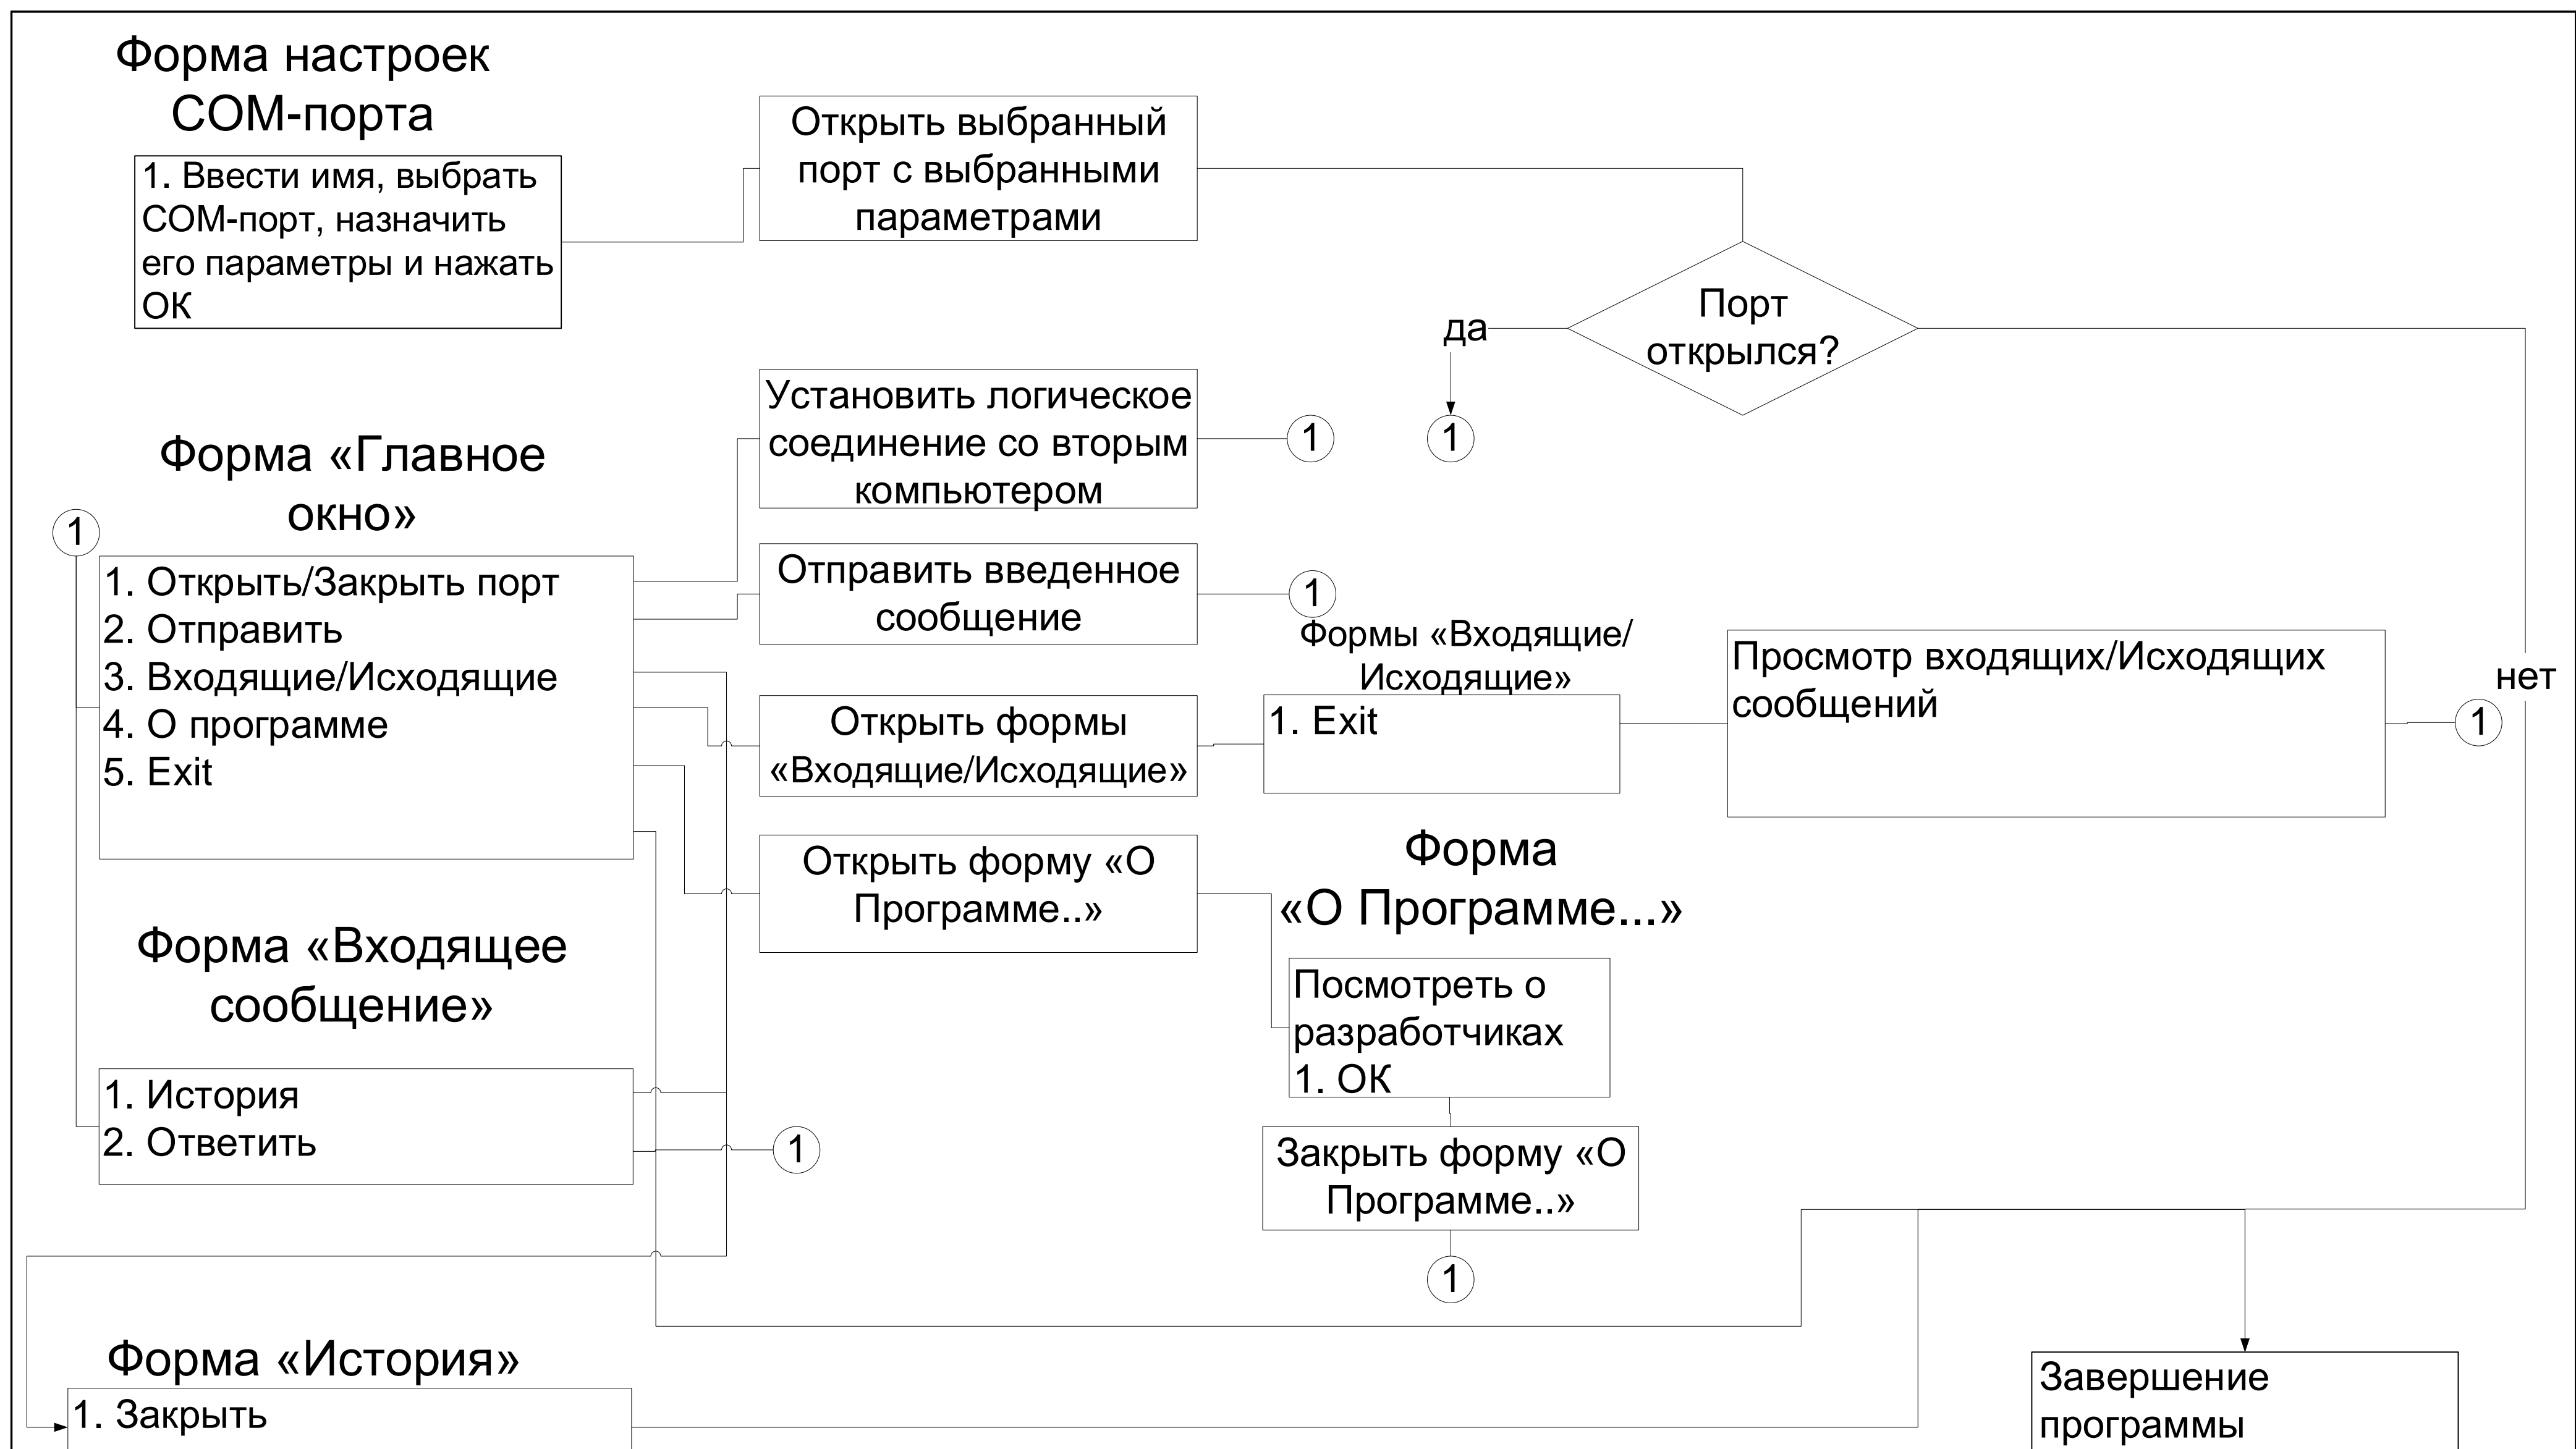 Форма настроек
COM-порта
1. Ввести имя, выбрать
COM-порт, назначить
его параметры и нажать
ОК
Открыть выбранный
порт с выбранными
параметрами
Порт
открылся?
да
1
нет
Форма «Главное
окно»
1
1. Открыть/Закрыть порт
2. Отправить
3. Входящие/Исходящие
4. О программе
5. Exit
Установить логическое
соединение со вторым
компьютером
1
Отправить введенное
сообщение
1
Открыть формы
«Входящие/Исходящие»
Формы «Входящие/
Исходящие»
1. Exit
Просмотр входящих/Исходящих
сообщений
1
Открыть форму «О
Программе..»
Форма
«О Программе...»
Посмотреть о
разработчиках
1. ОК
Закрыть форму «О
Программе..»
1
Форма «Входящее
сообщение»
1. История
2. Ответить
1
Форма «История»
1. Закрыть
Завершение
программы